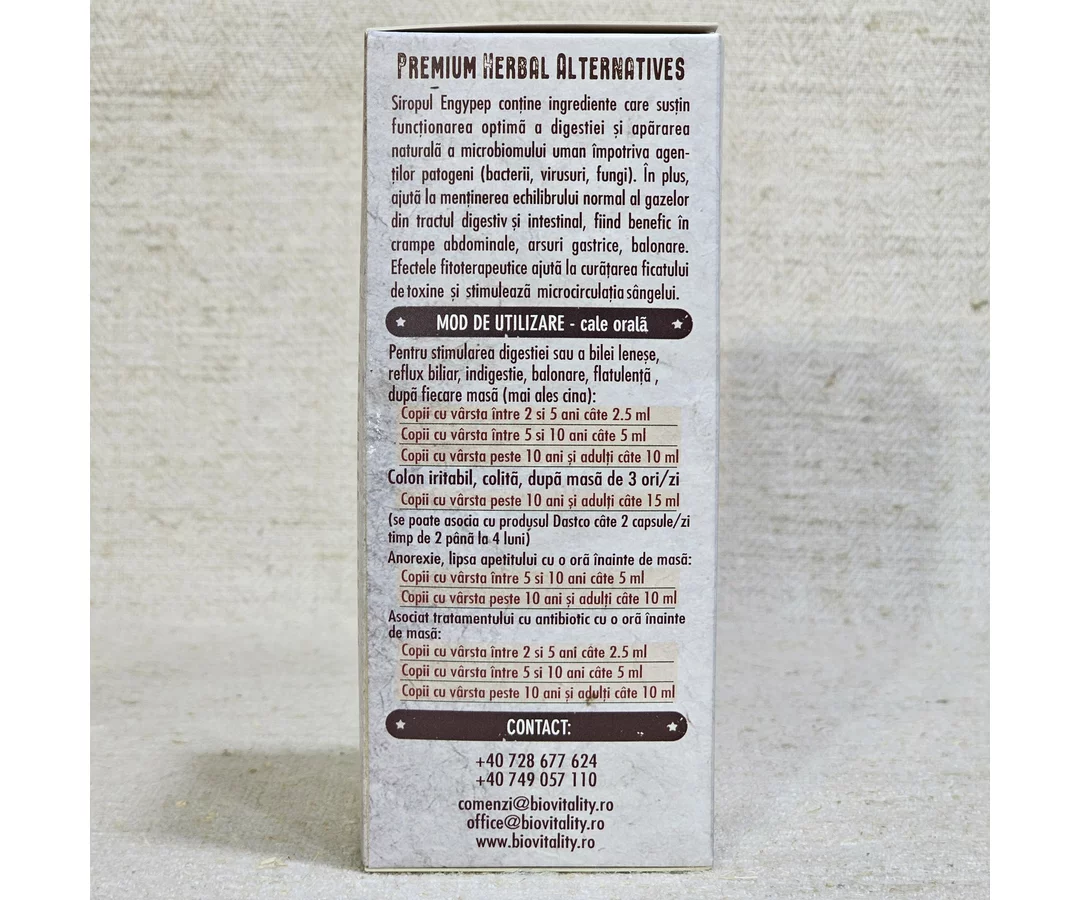 PREMIUM HERBAL ALTERNATIVES
Siropul Engypep conține ingrediente care susțin
funcționarea optimă a digestiei și apărarea
naturală a microbiomului uman împotriva agen-
ților patogeni (bacterii, virusuri, fungi). În plus,
ajută la menținerea echilibrului normal al gazelor
din tractul digestiv și intestinal, fiind benefic în
crampe abdominale, arsuri gastrice, balonare.
Efectele fitoterapeutice ajută la curățarea ficatului
de toxine și stimulează microcirculația sângelui.
MOD DE UTILIZARE - cale orală
Pentru stimularea digestiei sau a bilei leneșe,
reflux biliar, indigestie, balonare, flatulență ,
după fiecare masă (mai ales cina):
Copii cu vârsta între 2 si 5 ani câte 2.5 ml
Copii cu vârsta între 5 si 10 ani câte 5 ml
Copii cu vârsta peste 10 ani și adulți câte 10 ml
Colon iritabil, colită, după masă de 3 ori/zi
Copii cu vârsta peste 10 ani și adulți câte 15 ml
(se poate asocia cu produsul Dastco câte 2 capsule/zi
timp de 2 până la 4 luni)
Anorexie, lipsa apetitului cu o oră înainte de masă:
Copii cu vârsta între 5 si 10 ani câte 5 ml
Copii cu vârsta peste 10 ani și adulți câte 10 ml
Asociat tratamentului cu antibiotic cu o oră înainte
de masă:
Copii cu vârsta între 2 si 5 ani câte 2.5 ml
Copii cu vârsta între 5 si 10 ani câte 5 ml
Copii cu vârsta peste 10 ani și adulți câte 10 ml
CONTACT:
+40 728 677 624
+40 749 057 110
comenzi@biovitality.ro
office@biovitality.ro
www.biovitality.ro